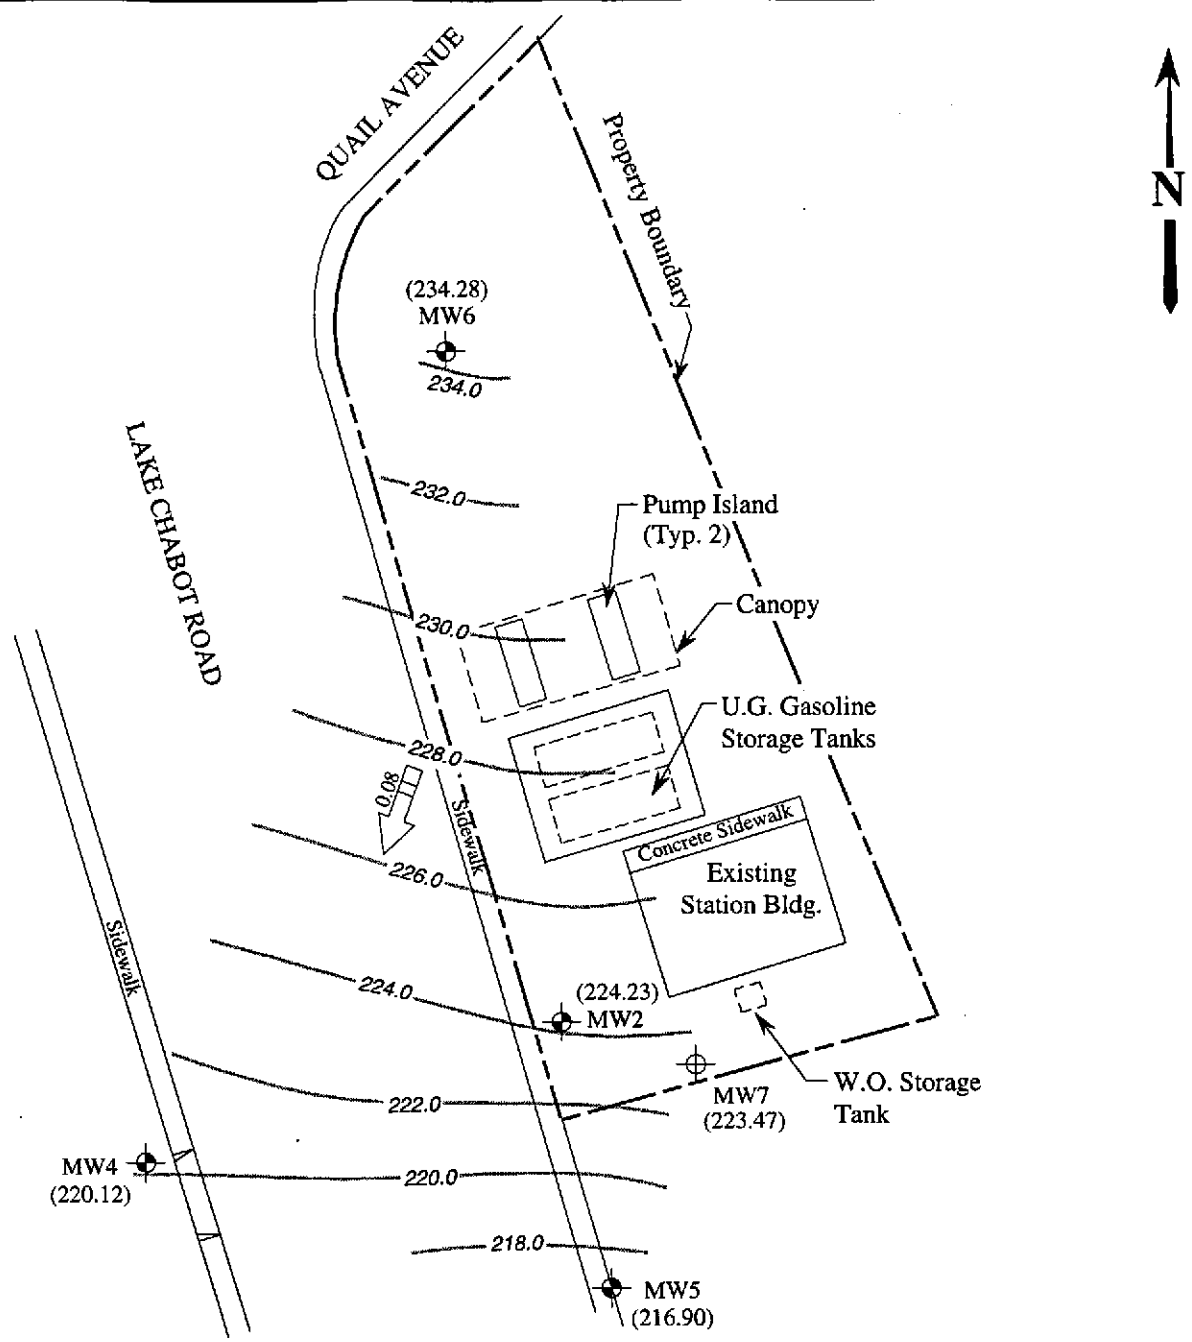 QUAIL AVENUE
Property Boundary
N
(234.28)
MW6
234.0
LAKE CHABOT ROAD
232.0
Pump Island
(Typ. 2)
230.0
Canopy
U.G. Gasoline
Storage Tanks
228.0
0.08
Sidewalk
Concrete Sidewalk
226.0
Existing
Station Bldg.
Sidewalk
224.0
(224.23)
MW2
W.O. Storage
Tank
MW7
(223.47)
222.0
MW4
(220.12)
220.0
218.0
MW5
(216.90)